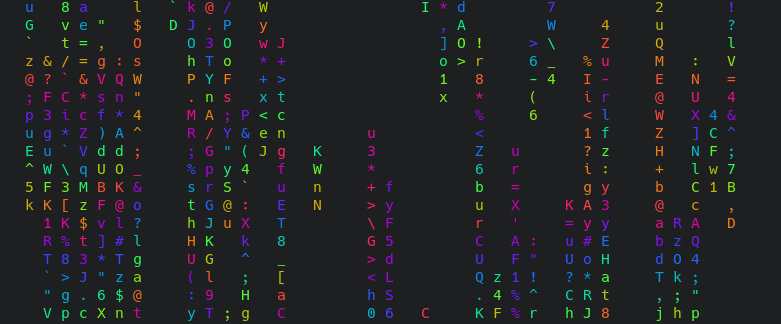 u 8 a l ` k @ / W I * d 7 2 !
G v e " $ D J . P y , A W 4 u ?
` t = , O O 3 O w J ] O ! > \ Z Q l
z & / = g : s h T o * + o > r 6 _ % u M : V
@ ? ` & V Q W P Y F + > 1 8 - 4 I - E N =
; F C * s n " . n s x t x * ( i r @ U 4
p 3 i c f * 4 M A ; P < c % 6 < l W X 4 &
u g * Z ) A ^ R / Y & e n u < 1 f Z ] C ^
E u ` V d d ; ; G " ( J g K 3 Z u ? z H N F ;
^ W \ q U O _ % p y 4 f W * 6 r i : + l w 7
5 F 3 M B K & s r S ` u n + f b = g y b C 1 B
k K [ z F @ o t G @ : E N > y u X K i 3 @ c ,
R K $ v l ? h J u X T \ F r ' = A y a R A D
1 % t ] # l H K k 8 G 5 C A : u # E b z Q
T 8 3 * T g U G ^ _ > d U F " ? o H d O 4
` > J " z a ( l ; [ < L Q 1 ! ? * a T k ;
" g . 6 $ @ : 9 H a h S . 4 % ^ C R t , ; "
V p c X n t y T ; g C 0 6 C K F % r h J 8 j h p